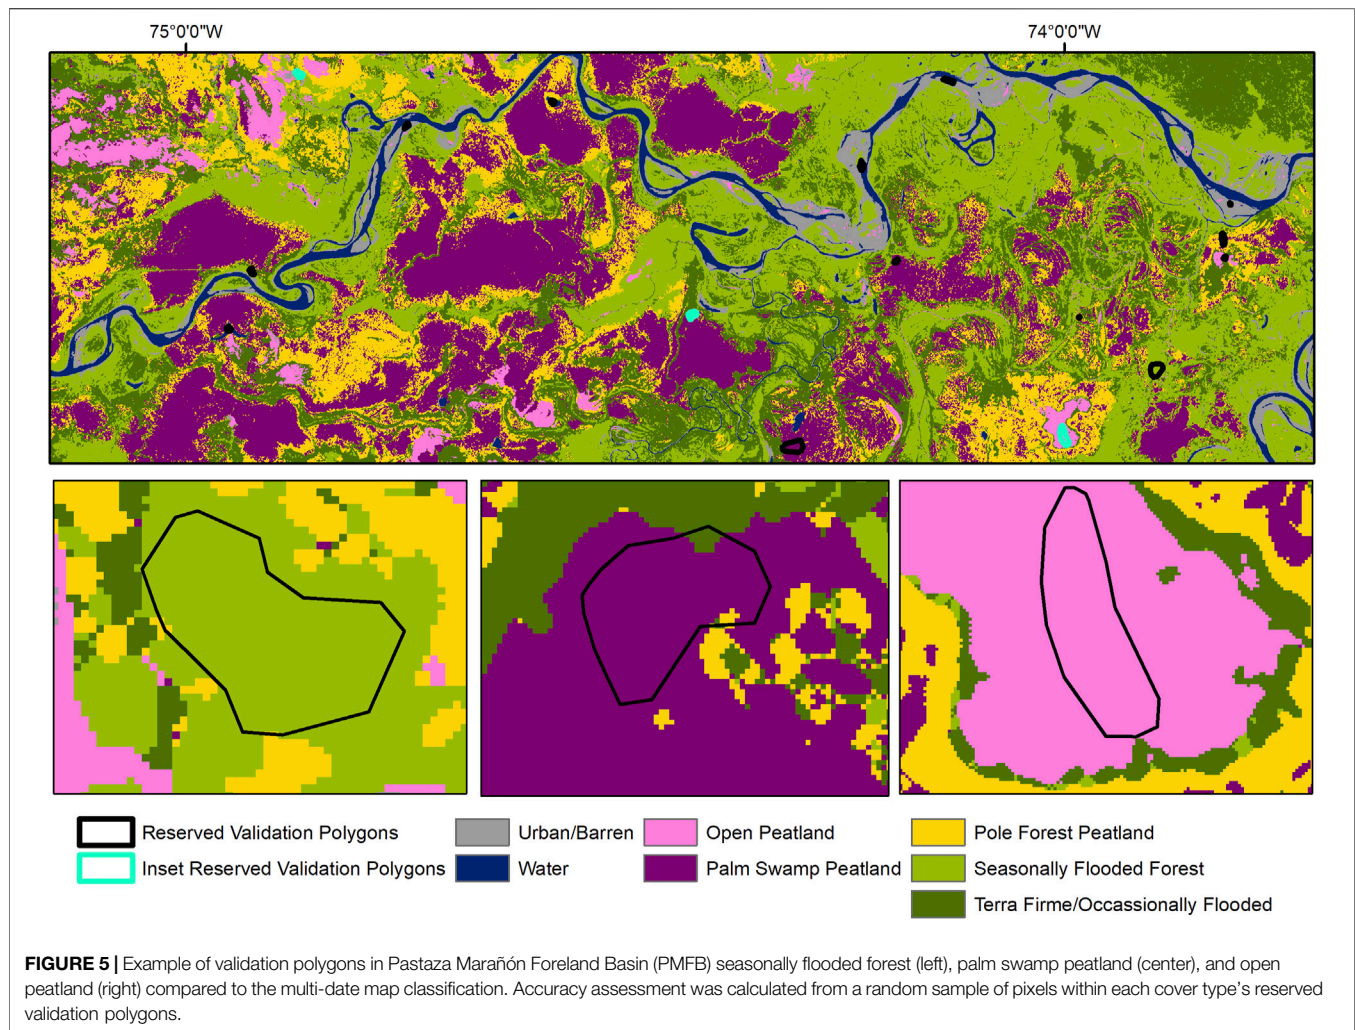 75°0'0"W 74°0'0"W
Reserved Validation Polygons Urban/Barren Open Peatland Pole Forest Peatland
Inset Reserved Validation Polygons Water Palm Swamp Peatland Seasonally Flooded Forest
Terra Firme/Occassionally Flooded
FIGURE 5 | Example of validation polygons in Pastaza Marañón Foreland Basin (PMFB) seasonally flooded forest (left), palm swamp peatland (center), and open
peatland (right) compared to the multi-date map classification. Accuracy assessment was calculated from a random sample of pixels within each cover type's reserved
validation polygons.